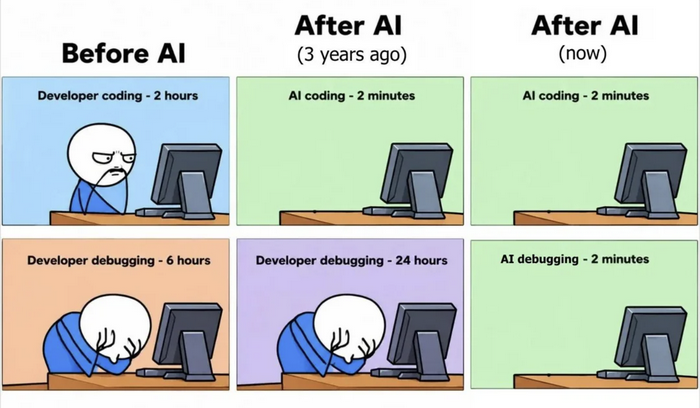 Before AI
After AI
(3 years ago)
After AI
(now)
Developer coding - 2 hours
AI coding - 2 minutes
AI coding - 2 minutes
Developer debugging - 6 hours
Developer debugging - 24 hours
AI debugging - 2 minutes